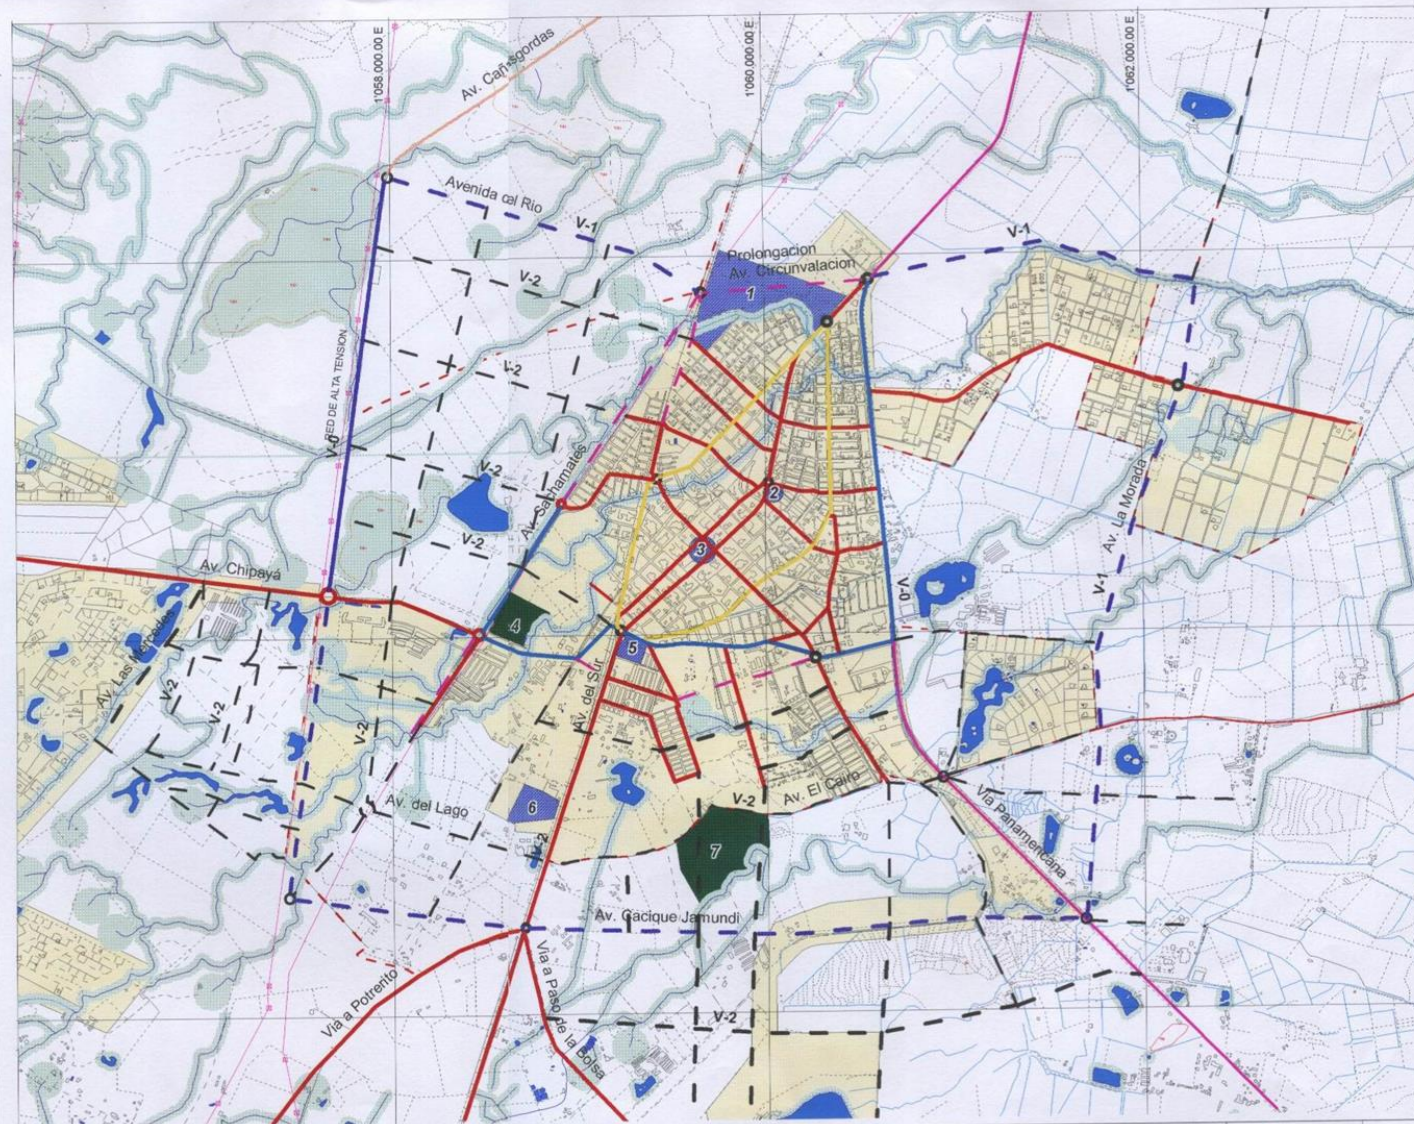 1'058.000.00 E
1'060.000.00 E
1'062.000.00 E
Av. Cañasgordas
Avenida del Rio
V-1
V-1
Prolongacion
Av. Circunvalacion
V-2
1
RED DE ALTA TENSION
V-0
V-2
V-2
Av. Sachamates
2
Av. La Morada
V-2
3
Av. Chipayá
V-0
V-1
4
5
Av. Las Mercedes
V-2
V-2
V-2
Av. del Sur
Av. El Cairo
V-2
Av. del Lago
6
V-2
Via Panamericana
7
Av. Cacique Jamundi
Via a Potrerito
Via a Paso de la Bolsa
V-2